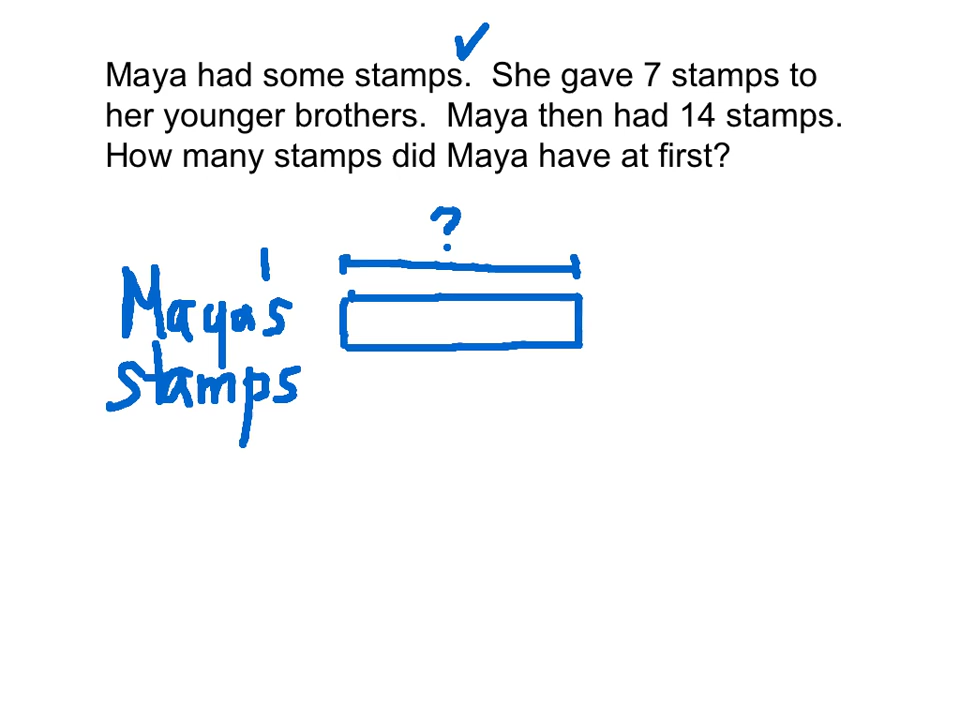 ✓
Maya had some stamps.  She gave 7 stamps to
her younger brothers.  Maya then had 14 stamps.
How many stamps did Maya have at first?
?
Maya's
stamps